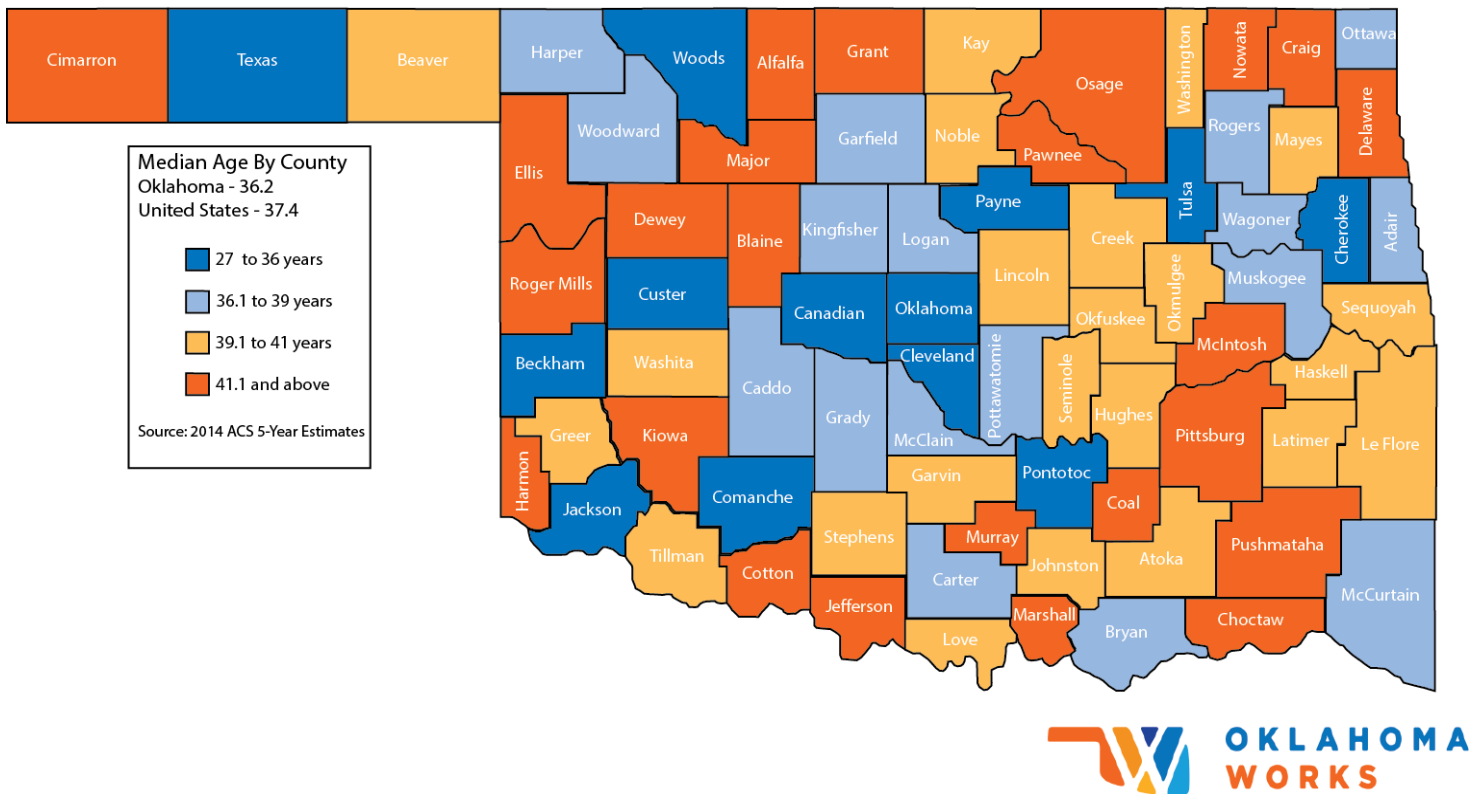 Cimarron
Texas
Beaver
Harper
Woods
Alfalfa
Grant
Kay
Osage
Washington
Nowata
Craig
Ottawa
Woodward
Major
Garfield
Noble
Pawnee
Rogers
Mayes
Delaware
Median Age By County
Oklahoma - 36.2
United States - 37.4
27 to 36 years
36.1 to 39 years
39.1 to 41 years
41.1 and above
Source: 2014 ACS 5-Year Estimates
Ellis
Dewey
Blaine
Kingfisher
Logan
Payne
Creek
Tulsa
Wagoner
Cherokee
Adair
Roger Mills
Custer
Canadian
Oklahoma
Lincoln
Okmulgee
Muskogee
Sequoyah
Okfuskee
McIntosh
Beckham
Washita
Caddo
Cleveland
Pottawatomie
Seminole
Haskell
Greer
Kiowa
Grady
McClain
Hughes
Pittsburg
Latimer
Le Flore
Harmon
Jackson
Comanche
Garvin
Pontotoc
Coal
Tillman
Stephens
Murray
Johnston
Atoka
Pushmataha
Cotton
Carter
McCurtain
Jefferson
Love
Marshall
Bryan
Choctaw
OKLAHOMA
WORKS